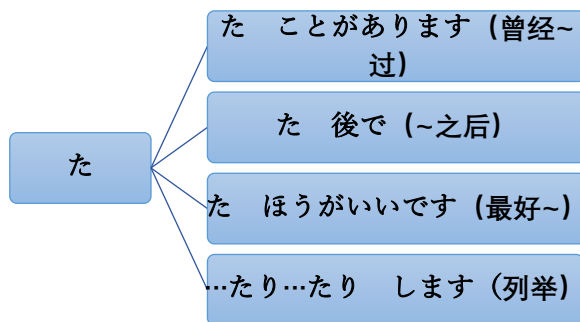 た　ことがあります（曾经~
过）
た　後で（~之后）
た
た　ほうがいいです（最好~）
…たり…たり　します（列举）